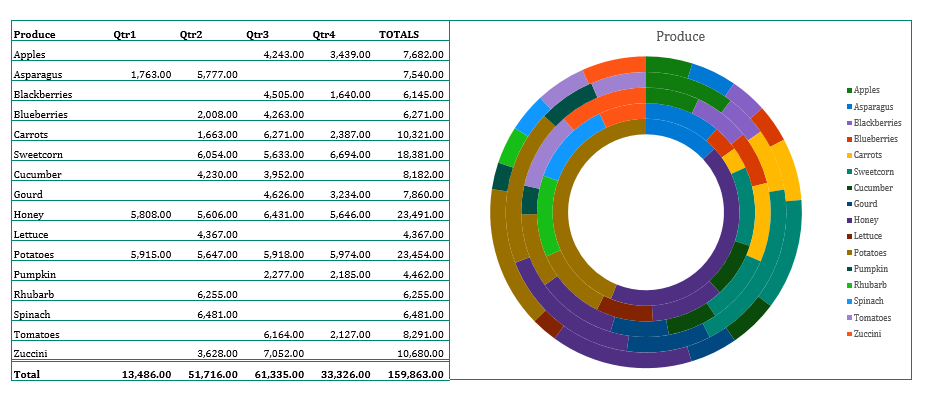 Produce Qtr1 Qtr2 Qtr3 Qtr4 TOTALS
Apples 4,243.00 3,439.00 7,682.00
Asparagus 1,763.00 5,777.00 7,540.00
Blackberries 4,505.00 1,640.00 6,145.00
Blueberries 2,008.00 4,263.00 6,271.00
Carrots 1,663.00 6,271.00 2,387.00 10,321.00
Sweetcorn 6,054.00 5,633.00 6,694.00 18,381.00
Cucumber 4,230.00 3,952.00 8,182.00
Gourd 4,626.00 3,234.00 7,860.00
Honey 5,808.00 5,606.00 6,431.00 5,646.00 23,491.00
Lettuce 4,367.00 4,367.00
Potatoes 5,915.00 5,647.00 5,918.00 5,974.00 23,454.00
Pumpkin 2,277.00 2,185.00 4,462.00
Rhubarb 6,255.00 6,255.00
Spinach 6,481.00 6,481.00
Tomatoes 6,164.00 2,127.00 8,291.00
Zuccini 3,628.00 7,052.00 10,680.00
Total 13,486.00 51,716.00 61,335.00 33,326.00 159,863.00
Produce
Apples
Asparagus
Blackberries
Blueberries
Carrots
Sweetcorn
Cucumber
Gourd
Honey
Lettuce
Potatoes
Pumpkin
Rhubarb
Spinach
Tomatoes
Zuccini